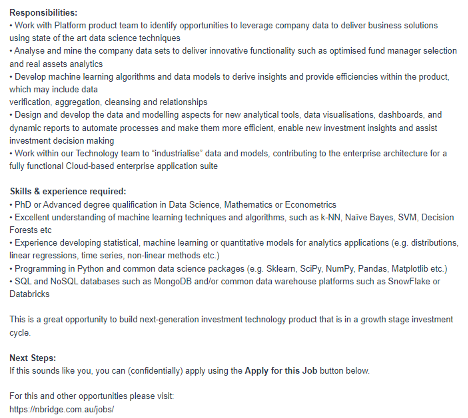 Responsibilities:
• Work with Platform product team to identify opportunities to leverage company data to deliver business solutions
using state of the art data science techniques
• Analyse and mine the company data sets to deliver innovative functionality such as optimised fund manager selection
and real assets analytics
• Develop machine learning algorithms and data models to derive insights and provide efficiencies within the product,
which may include data
verification, aggregation, cleansing and relationships
• Design and develop the data and modelling aspects for new analytical tools, data visualisations, dashboards, and
dynamic reports to automate processes and make them more efficient, enable new investment insights and assist
investment decision making
• Work within our Technology team to “industrialise” data and models, contributing to the enterprise architecture for a
fully functional Cloud-based enterprise application suite
Skills & experience required:
• PhD or Advanced degree qualification in Data Science, Mathematics or Econometrics
• Excellent understanding of machine learning techniques and algorithms, such as k-NN, Naive Bayes, SVM, Decision
Forests etc
• Experience developing statistical, machine learning or quantitative models for analytics applications (e.g. distributions,
linear regressions, time series, non-linear methods etc.)
• Programming in Python and common data science packages (e.g. Sklearn, SciPy, NumPy, Pandas, Matplotlib etc.)
• SQL and NoSQL databases such as MongoDB and/or common data warehouse platforms such as SnowFlake or
Databricks
This is a great opportunity to build next-generation investment technology product that is in a growth stage investment
cycle.
Next Steps:
If this sounds like you, you can (confidentially) apply using the Apply for this Job button below.
For this and other opportunities please visit:
https://nbridge.com.au/jobs/